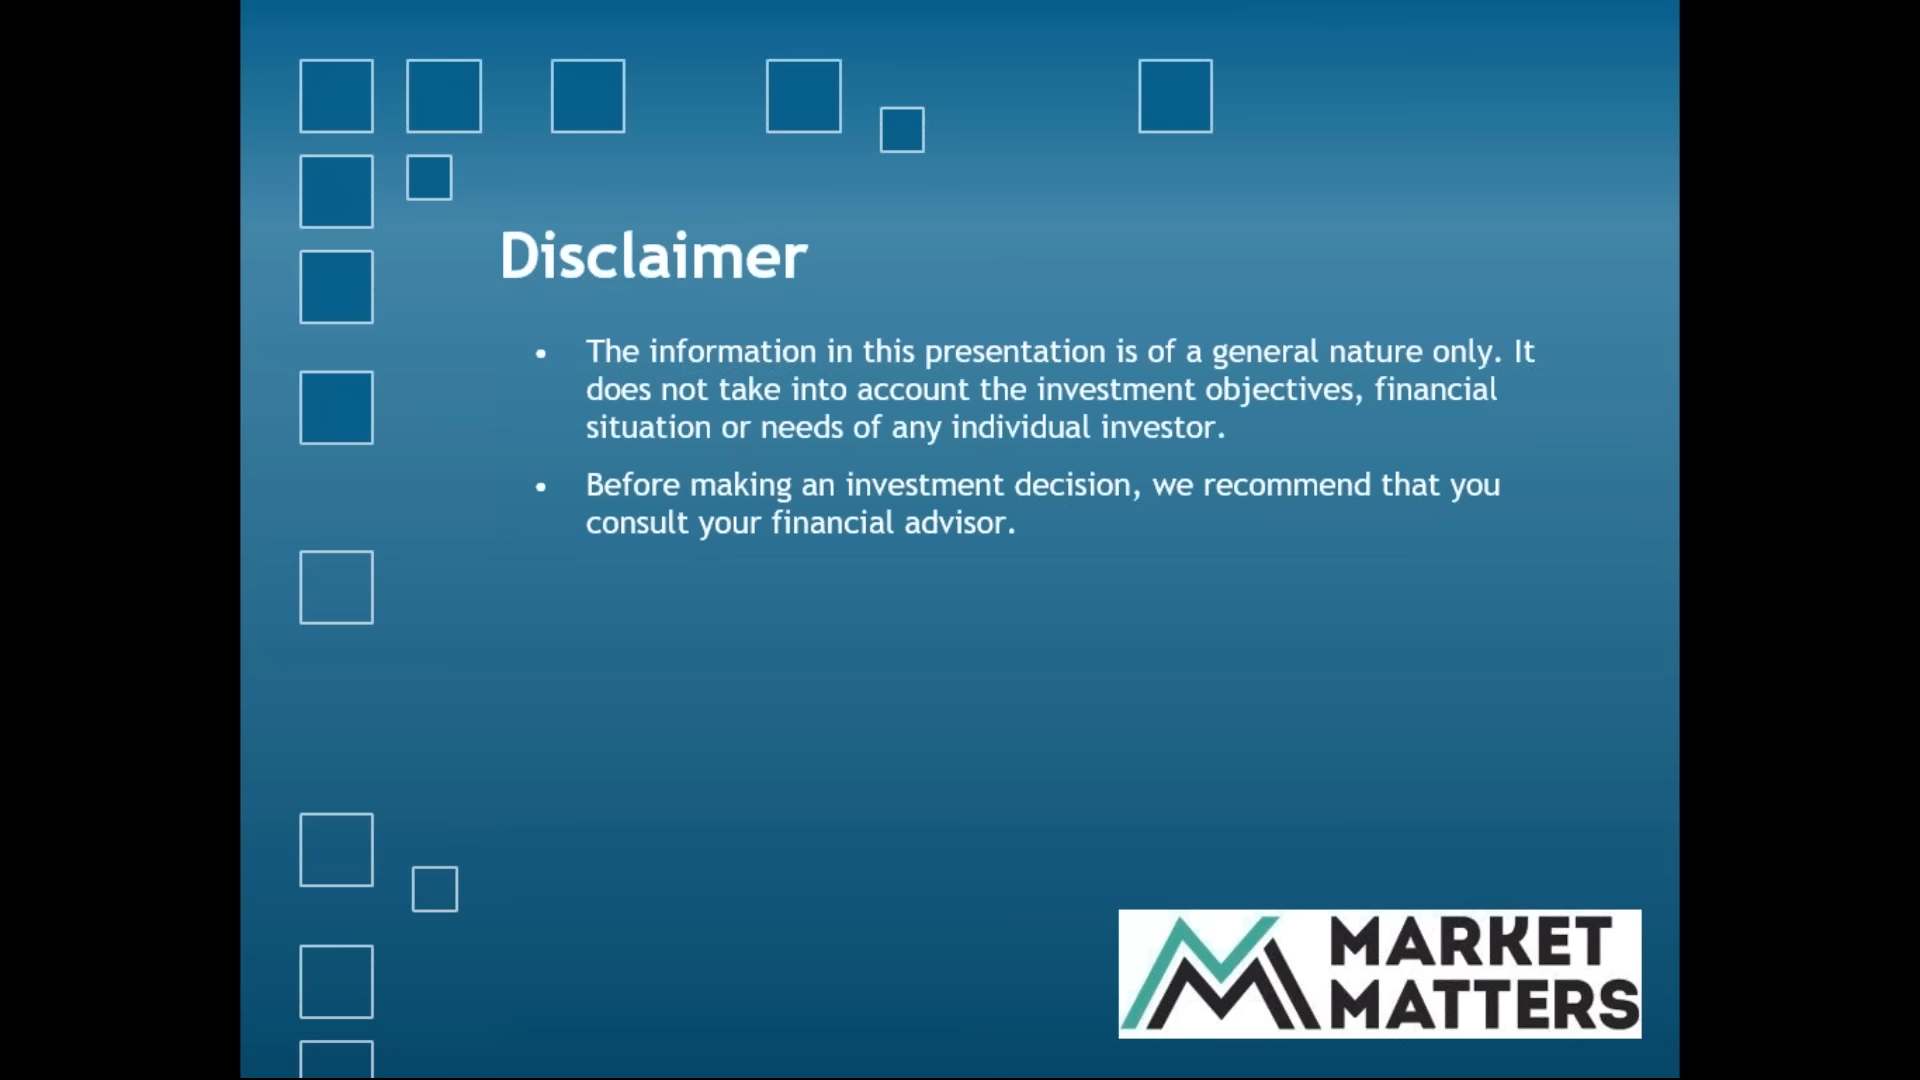 Disclaimer
• The information in this presentation is of a general nature only. It
does not take into account the investment objectives, financial
situation or needs of any individual investor.
• Before making an investment decision, we recommend that you
consult your financial advisor.
MARKET
MATTERS